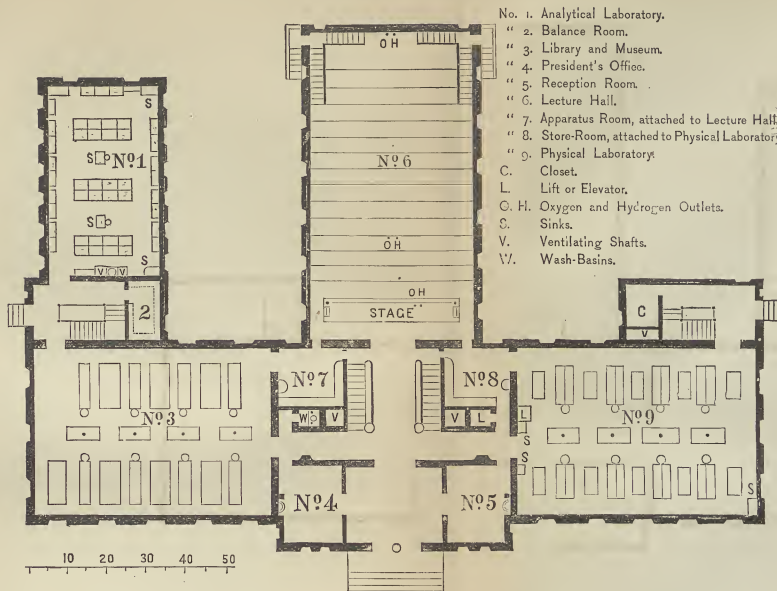 No. 1. Analytical Laboratory.
“ 2. Balance Room.
“ 3. Library and Museum.
“ 4. President's Office.
“ 5. Reception Room.
“ 6. Lecture Hall.
“ 7. Apparatus Room, attached to Lecture Hall.
“ 8. Store-Room, attached to Physical Laboratory
“ 9. Physical Laboratory.
C. Closet.
L. Lift or Elevator.
O. H. Oxygen and Hydrogen Outlets.
S. Sinks.
V. Ventilating Shafts.
W. Wash-Basins.
OH
S
S Nº1
Nº6
S
S
V V
OH
2
OH
STAGE
C
V
Nº7
Nº8
Nº3
W V
V L
Nº9
L
S
S
S
Nº4
Nº5
10 20 30 40 50